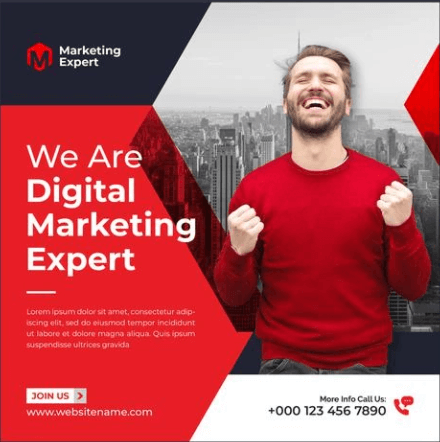 Marketing
Expert
We Are
Digital
Marketing
Expert
Lorem ipsum dolor sit amet, consectetur
adipiscing elit, sed do eiusmod tempor incididunt
ut labore et dolore magna aliqua. Quis ipsum
suspendisse ultrices gravida
JOIN US >
www.websitename.com
More Info Call Us:
+000 123 456 7890